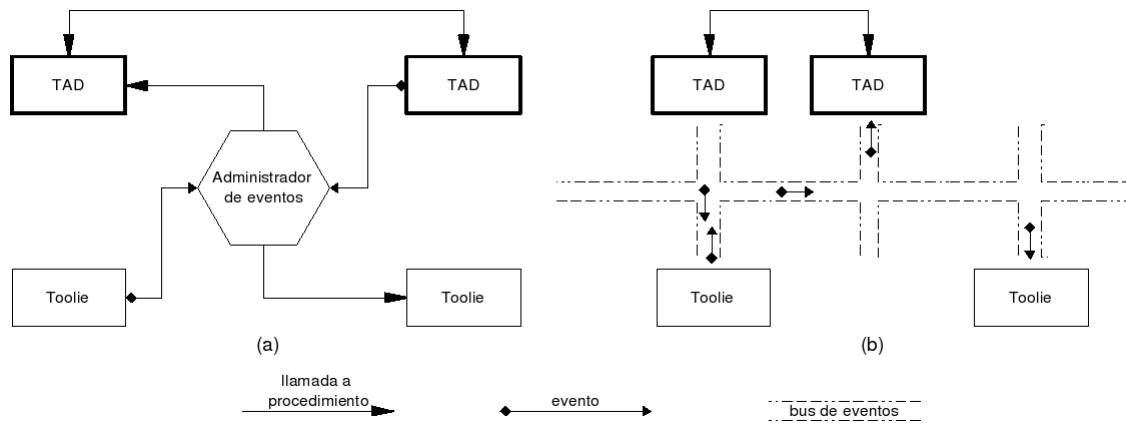 TAD
TAD
TAD
TAD
Administrador
de eventos
Toolie
Toolie
Toolie
Toolie
(a)
(b)
llamada a
procedimiento
evento
bus de eventos